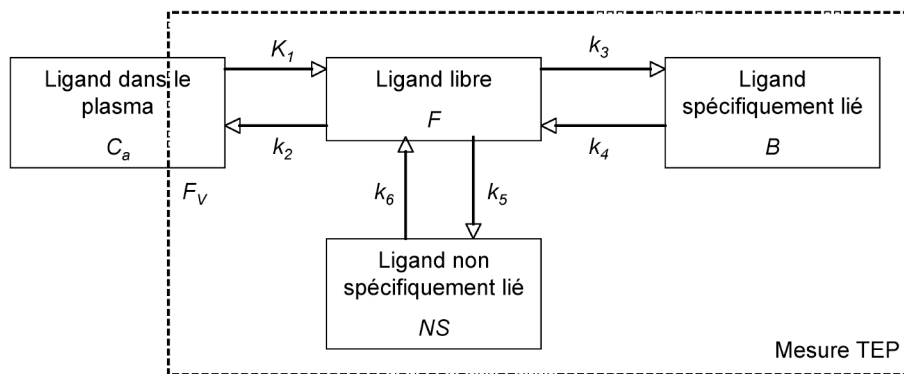 K1
k3
Ligand dans le
plasma
Ca
Ligand libre
F
Ligand
spécifiquement lié
B
k2
k4
FV
k6
k5
Ligand non
spécifiquement lié
NS
Mesure TEP